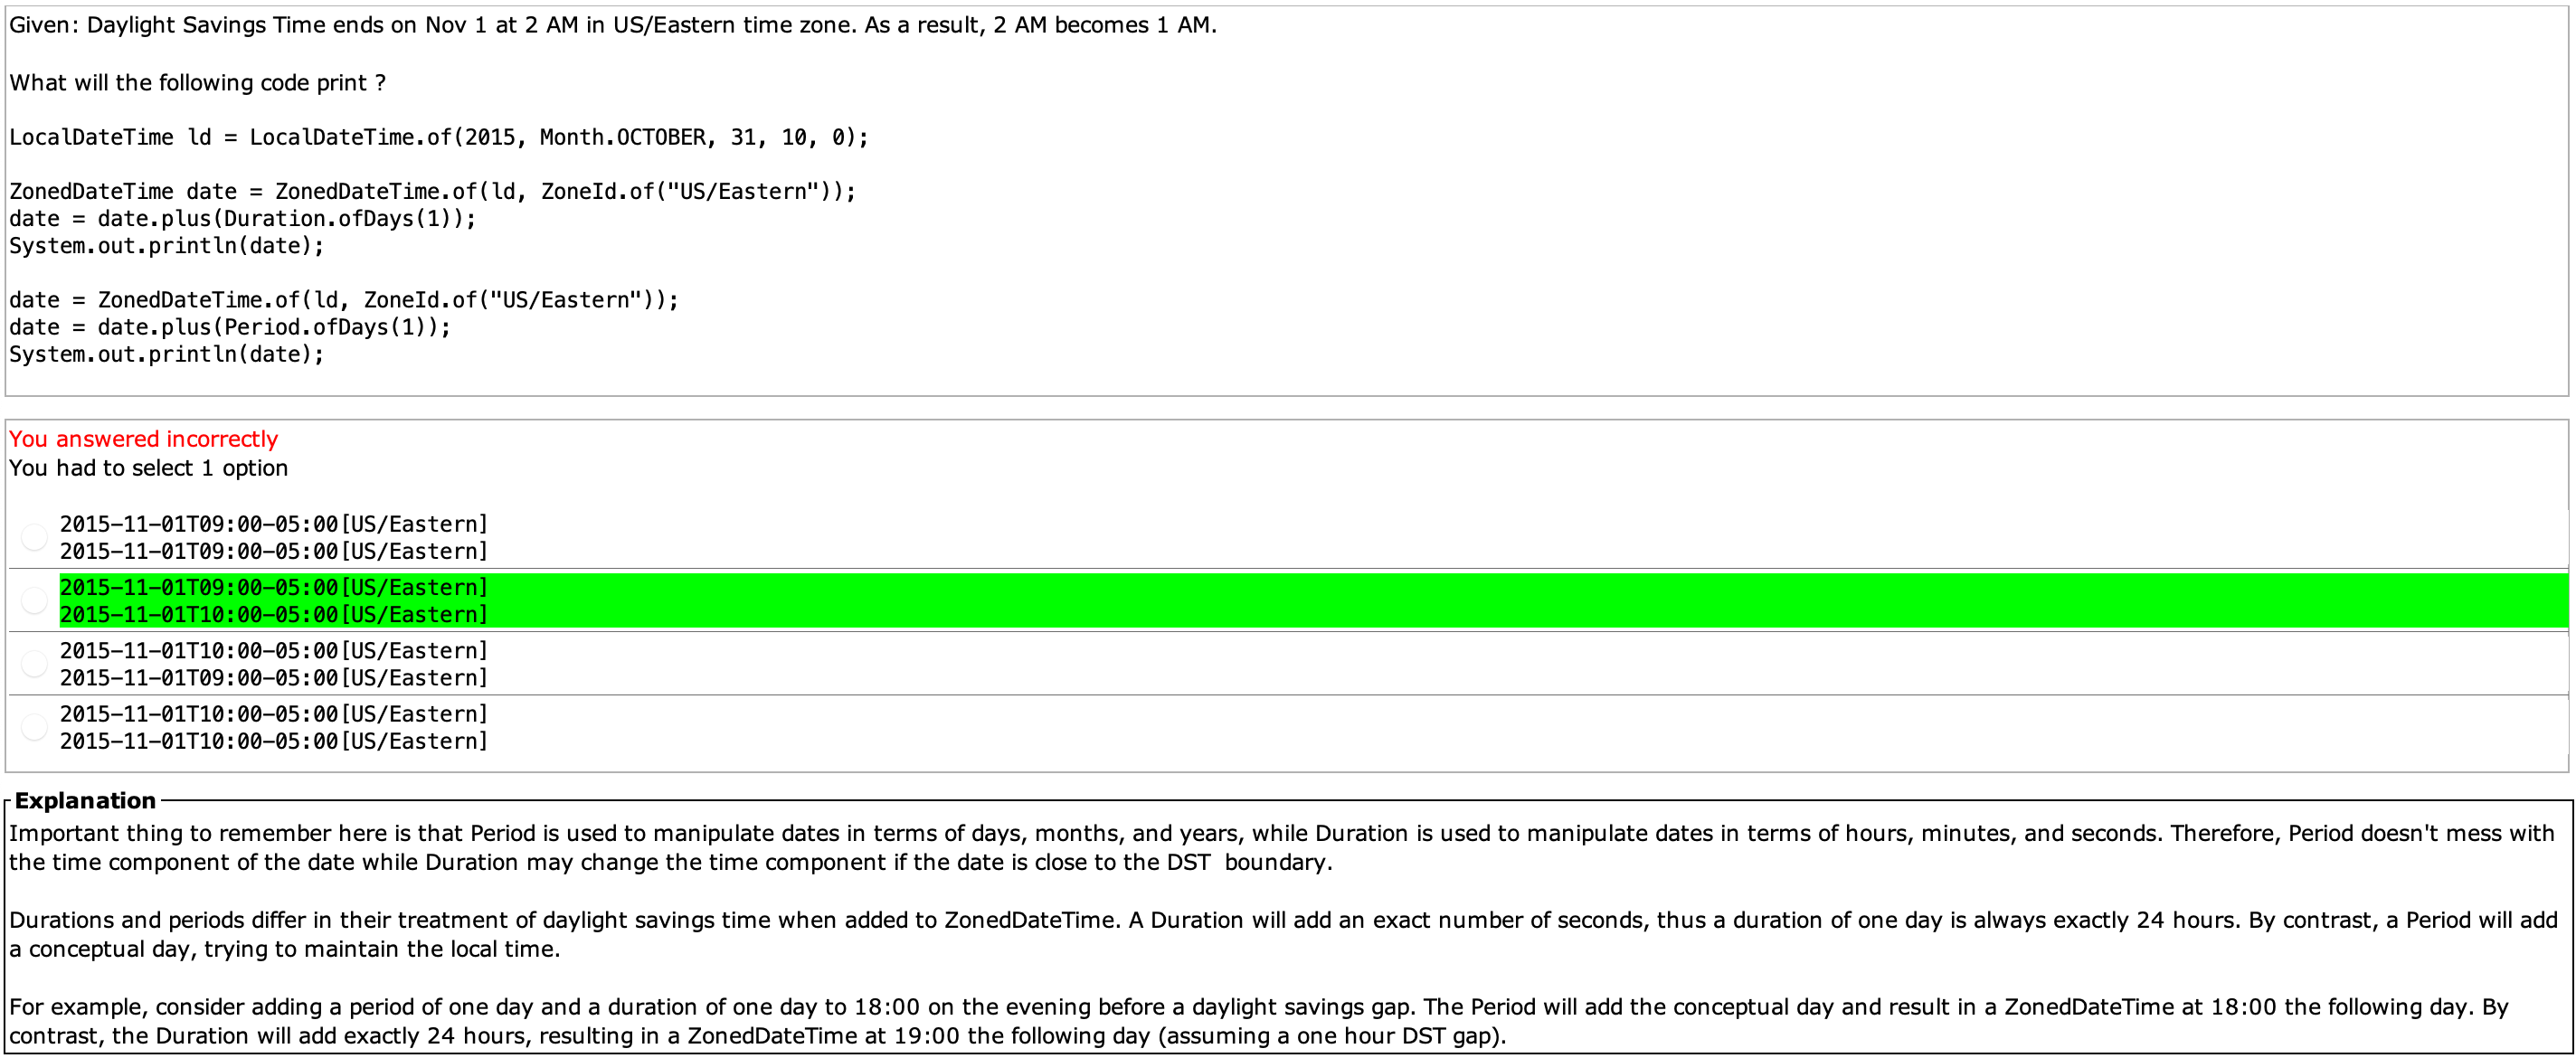 Given: Daylight Savings Time ends on Nov 1 at 2 AM in US/Eastern time zone. As a result, 2 AM becomes 1 AM.
What will the following code print ?
LocalDateTime ld = LocalDateTime.of(2015, Month.OCTOBER, 31, 10, 0);
ZonedDateTime date = ZonedDateTime.of(ld, ZoneId.of("US/Eastern"));
date = date.plus(Duration.ofDays(1));
System.out.println(date);
date = ZonedDateTime.of(ld, ZoneId.of("US/Eastern"));
date = date.plus(Period.ofDays(1));
System.out.println(date);
You answered incorrectly
You had to select 1 option
2015-11-01T09:00-05:00[US/Eastern]
2015-11-01T09:00-05:00[US/Eastern]
2015-11-01T09:00-05:00[US/Eastern]
2015-11-01T10:00-05:00[US/Eastern]
2015-11-01T10:00-05:00[US/Eastern]
2015-11-01T09:00-05:00[US/Eastern]
2015-11-01T10:00-05:00[US/Eastern]
2015-11-01T10:00-05:00[US/Eastern]
Explanation
Important thing to remember here is that Period is used to manipulate dates in terms of days, months, and years, while Duration is used to manipulate dates in terms of hours, minutes, and seconds. Therefore, Period doesn't mess with
the time component of the date while Duration may change the time component if the date is close to the DST  boundary.
Durations and periods differ in their treatment of daylight savings time when added to ZonedDateTime. A Duration will add an exact number of seconds, thus a duration of one day is always exactly 24 hours. By contrast, a Period will add
a conceptual day, trying to maintain the local time.
For example, consider adding a period of one day and a duration of one day to 18:00 on the evening before a daylight savings gap. The Period will add the conceptual day and result in a ZonedDateTime at 18:00 the following day. By
contrast, the Duration will add exactly 24 hours, resulting in a ZonedDateTime at 19:00 the following day (assuming a one hour DST gap).